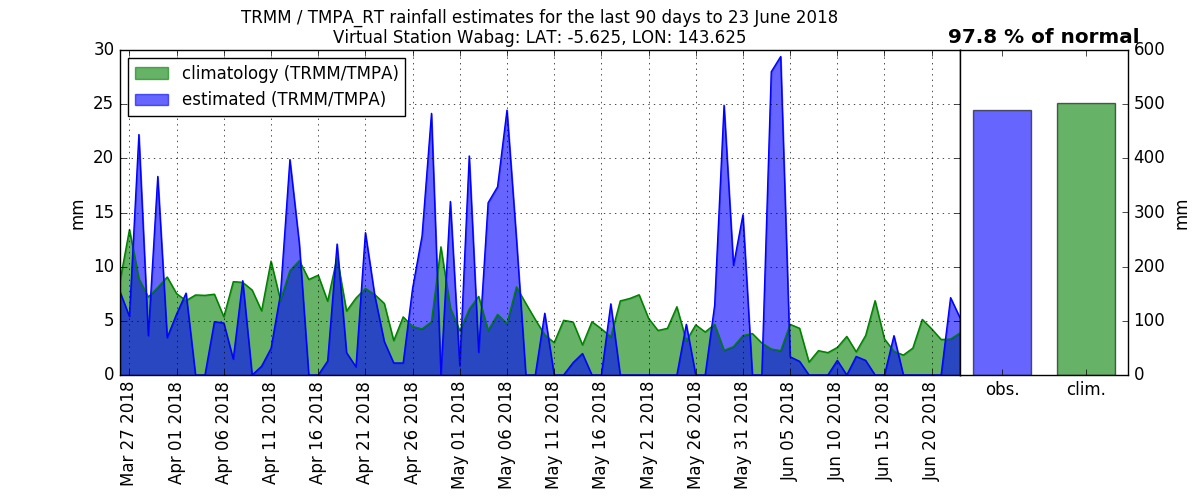 TRMM / TMPA_RT rainfall estimates for the last 90 days to 23 June 2018
Virtual Station Wabag: LAT: -5.625, LON: 143.625
97.8 % of normal
climatology (TRMM/TMPA)
estimated (TRMM/TMPA)
30
25
20
15
10
5
0
mm
600
500
400
300
200
100
0
mm
Mar 27 2018
Apr 01 2018
Apr 06 2018
Apr 11 2018
Apr 16 2018
Apr 21 2018
Apr 26 2018
May 01 2018
May 06 2018
May 11 2018
May 16 2018
May 21 2018
May 26 2018
May 31 2018
Jun 05 2018
Jun 10 2018
Jun 15 2018
Jun 20 2018
obs.
clim.